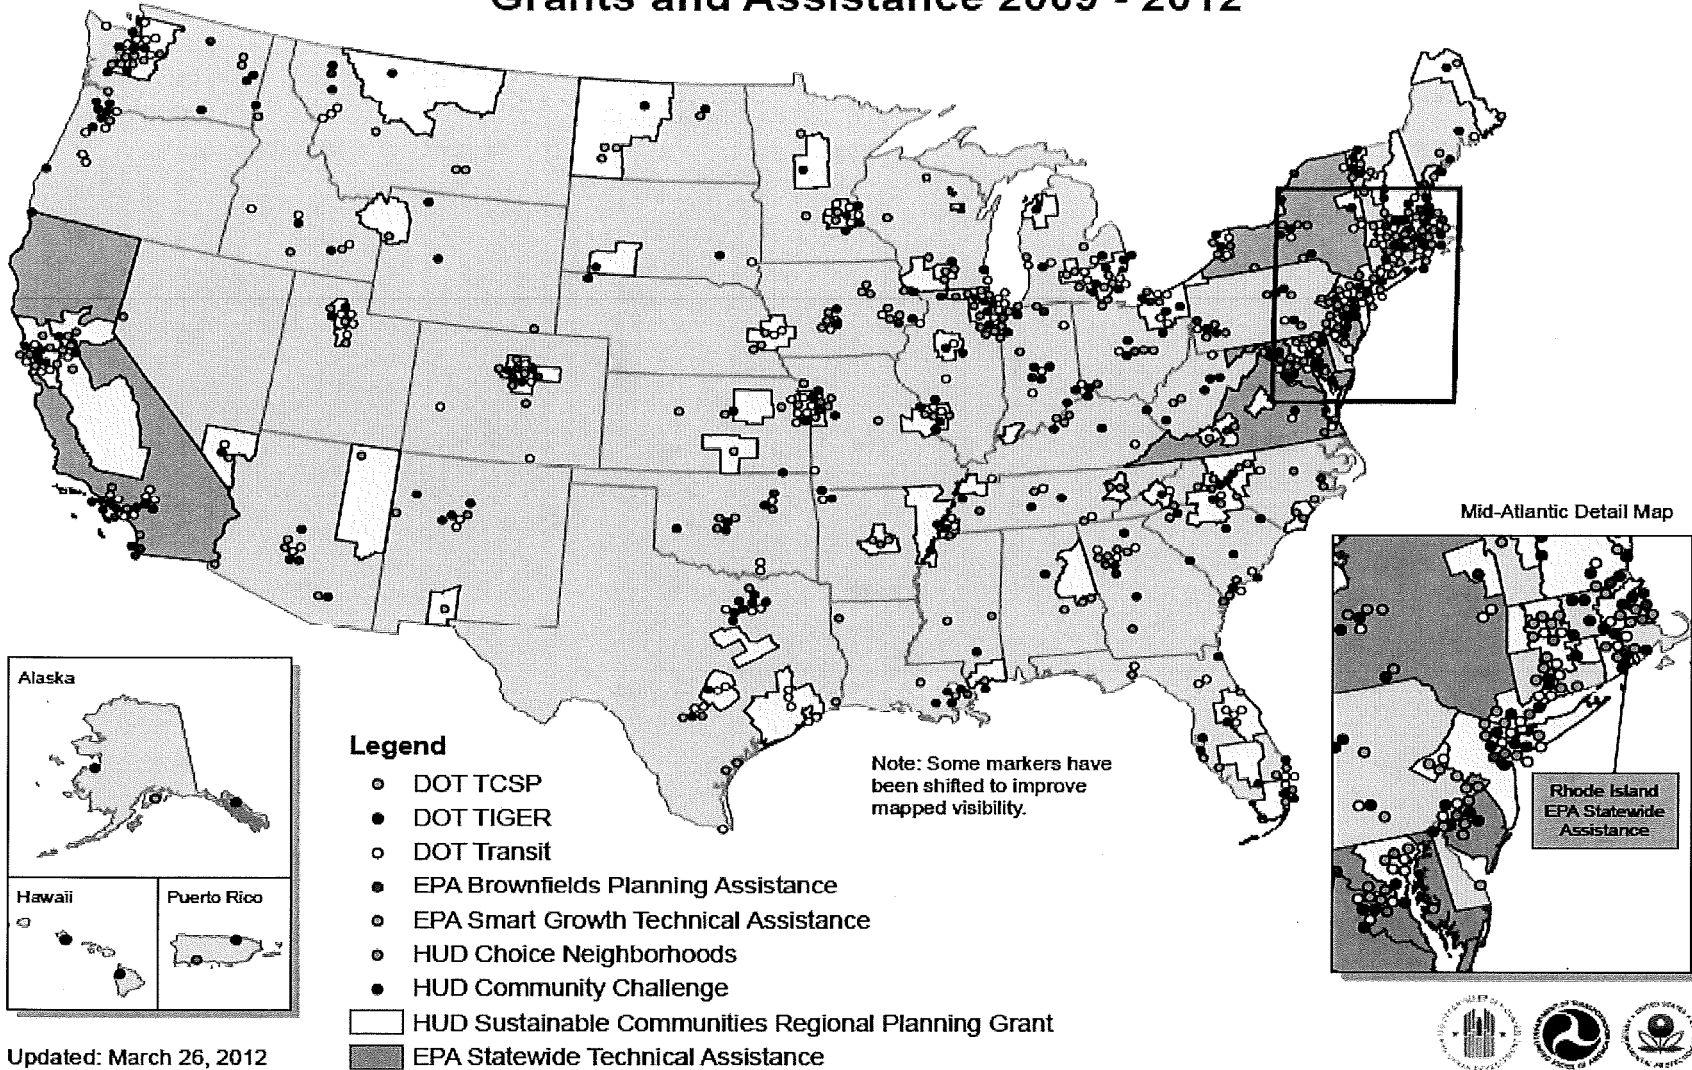 Grants and Assistance 2009 - 2012
Mid-Atlantic Detail Map
Rhode Island
EPA Statewide
Assistance
Alaska
Hawaii
Puerto Rico
Legend
DOT TCSP
DOT TIGER
DOT Transit
EPA Brownfields Planning Assistance
EPA Smart Growth Technical Assistance
HUD Choice Neighborhoods
HUD Community Challenge
HUD Sustainable Communities Regional Planning Grant
EPA Statewide Technical Assistance
Note: Some markers have
been shifted to improve
mapped visibility.
Updated: March 26, 2012